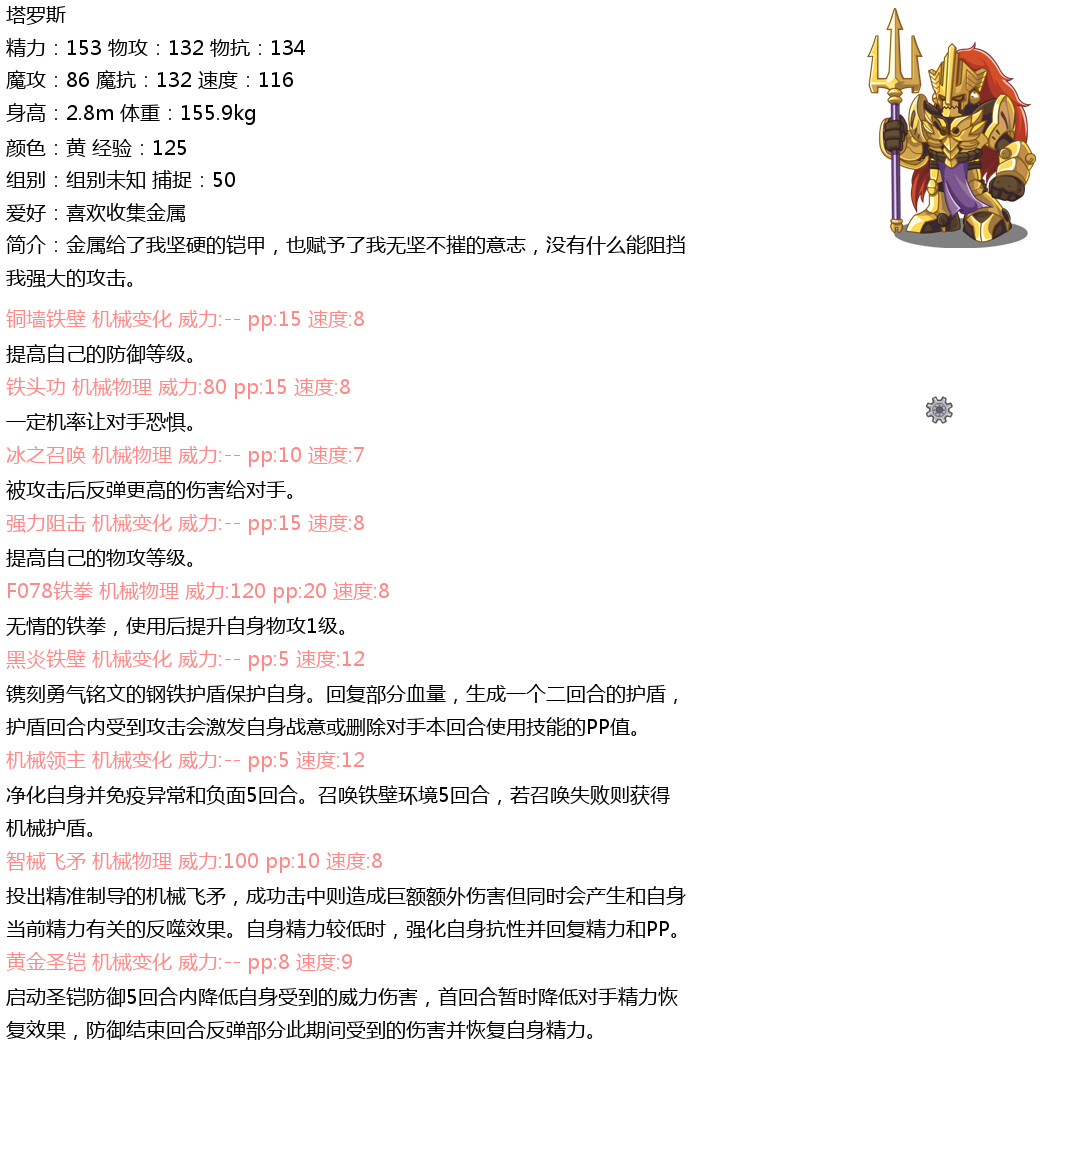 塔罗斯
精力：153 物攻：132 物抗：134
魔攻：86 魔抗：132 速度：116
身高：2.8m 体重：155.9kg
颜色：黄 经验：125
组别：组别未知 捕捉：50
爱好：喜欢收集金属
简介：金属给了我坚硬的铠甲，也赋予了我无坚不摧的意志，没有什么能阻挡
我强大的攻击。
铜墙铁壁 机械变化 威力:-- pp:15 速度:8
提高自己的防御等级。
铁头功 机械物理 威力:80 pp:15 速度:8
一定机率让对手恐惧。
冰之召唤 机械物理 威力:-- pp:10 速度:7
被攻击后反弹更高的伤害给对手。
强力阻击 机械变化 威力:-- pp:15 速度:8
提高自己的物攻等级。
F078铁拳 机械物理 威力:120 pp:20 速度:8
无情的铁拳，使用后提升自身物攻1级。
黑炎铁壁 机械变化 威力:-- pp:5 速度:12
镌刻勇气铭文的钢铁护盾保护自身。回复部分血量，生成一个二回合的护盾，
护盾回合内受到攻击会激发自身战意或删除对手本回合使用技能的PP值。
机械领主 机械变化 威力:-- pp:5 速度:12
净化自身并免疫异常和负面5回合。召唤铁壁环境5回合，若召唤失败则获得
机械护盾。
智械飞矛 机械物理 威力:100 pp:10 速度:8
投出精准制导的机械飞矛，成功击中则造成巨额额外伤害但同时会产生和自身
当前精力有关的反噬效果。自身精力较低时，强化自身抗性并回复精力和PP。
黄金圣铠 机械变化 威力:-- pp:8 速度:9
启动圣铠防御5回合内降低自身受到的威力伤害，首回合暂时降低对手精力恢
复效果，防御结束回合反弹部分此期间受到的伤害并恢复自身精力。